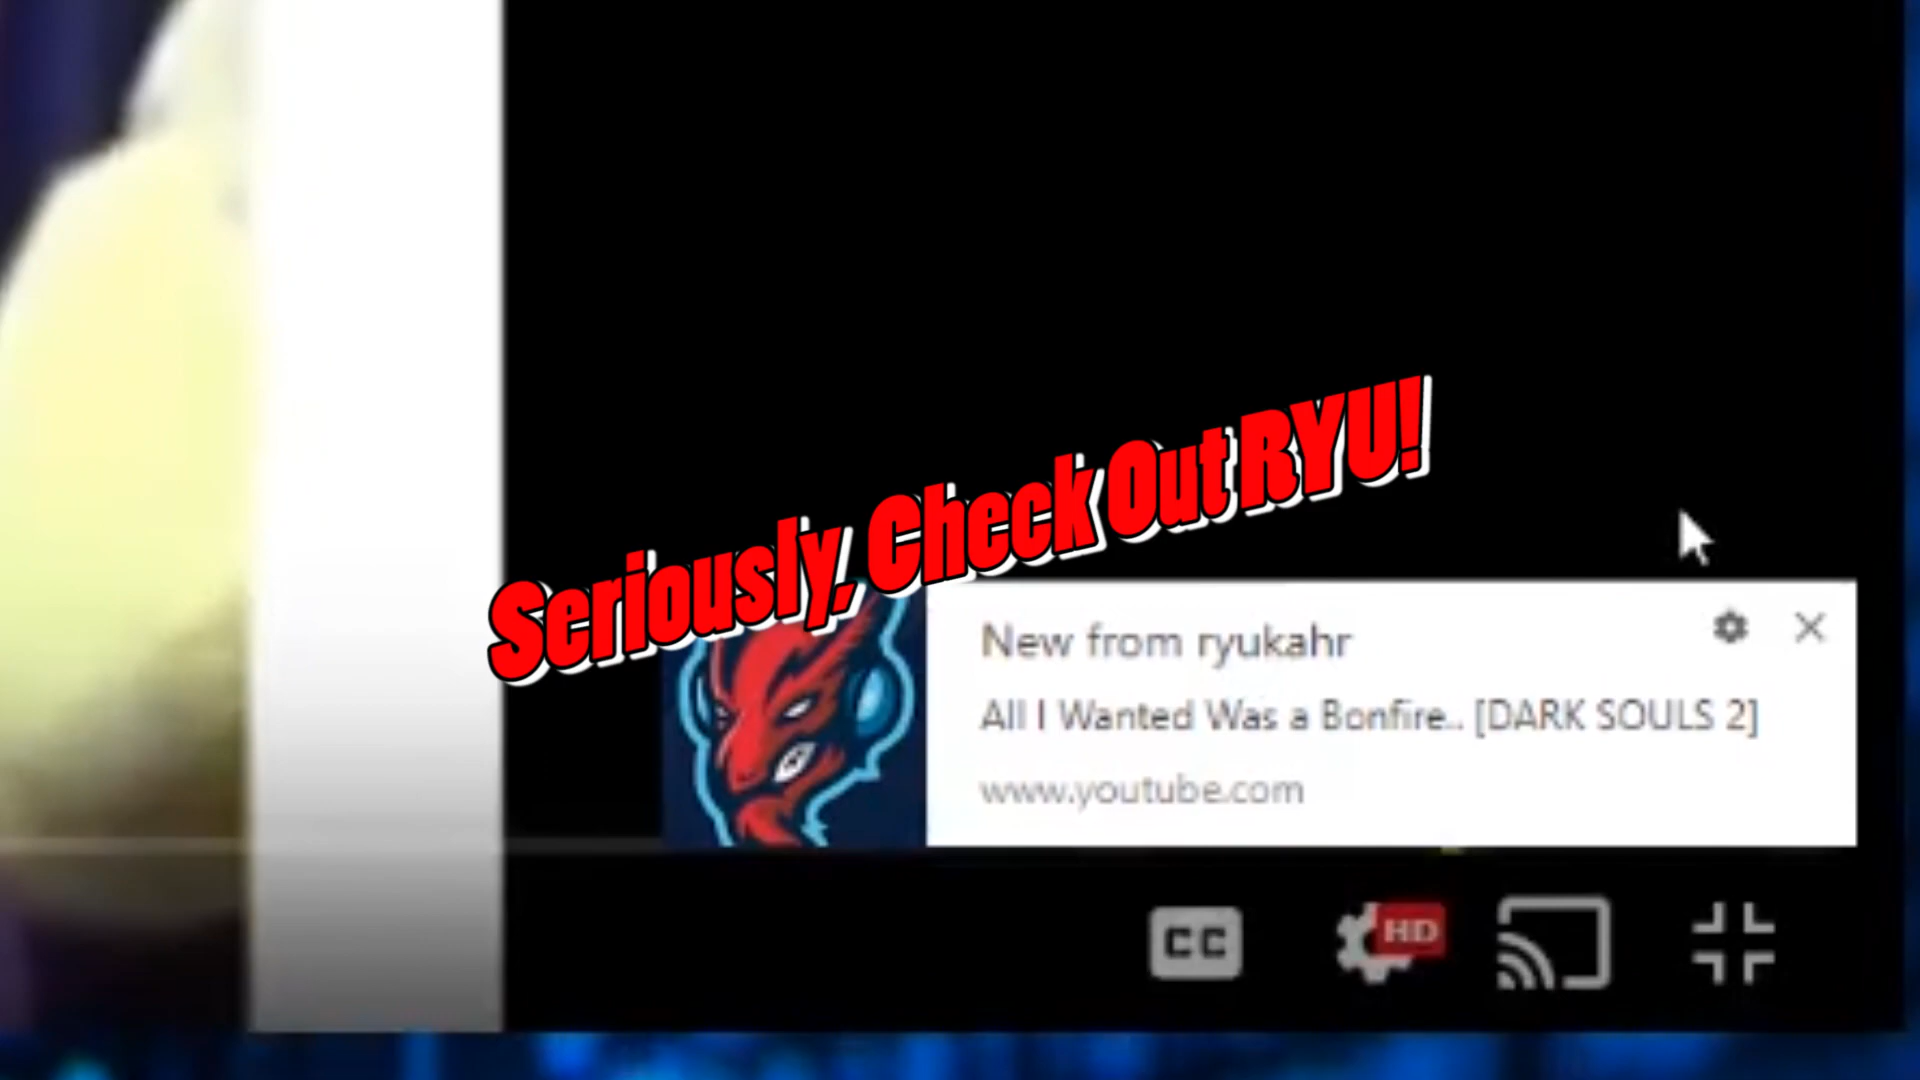 Seriously, Check Out RYU!
New from ryukahr
All I Wanted Was a Bonfire.. [DARK SOULS 2]
www.youtube.com
CC
HD